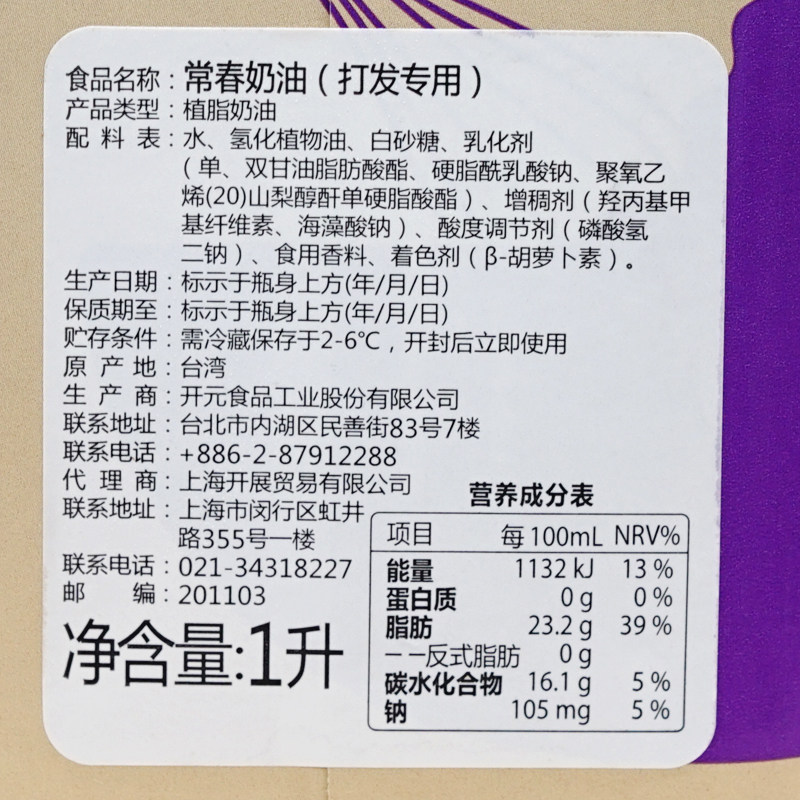 食品名称：常春奶油（打发专用）
产品类型：植脂奶油
配 料 表：水、氢化植物油、白砂糖、乳化剂
（单、双甘油脂肪酸酯、硬脂酰乳酸钠、聚氧乙
烯(20)山梨醇酐单硬脂酸酯）、增稠剂（羟丙基甲
基纤维素、海藻酸钠）、酸度调节剂（磷酸氢
二钠）、食用香料、着色剂（β-胡萝卜素）。
生产日期：标示于瓶身上方(年/月/日)
保质期至：标示于瓶身上方(年/月/日)
贮存条件：需冷藏保存于2-6℃，开封后立即使用
原 产 地：台湾
生 产 商：开元食品工业股份有限公司
联系地址：台北市内湖区民善街83号7楼
联系电话：+886-2-87912288
代 理 商：上海开展贸易有限公司
联系地址：上海市闵行区虹井
路355号一楼
联系电话：021-34318227
邮 编：201103
净含量:1升
营养成分表
项目 每100mL NRV%
能量 1132 kJ 13 %
蛋白质 0 g 0 %
脂肪 23.2 g 39 %
——反式脂肪 0 g
碳水化合物 16.1 g 5 %
钠 105 mg 5 %